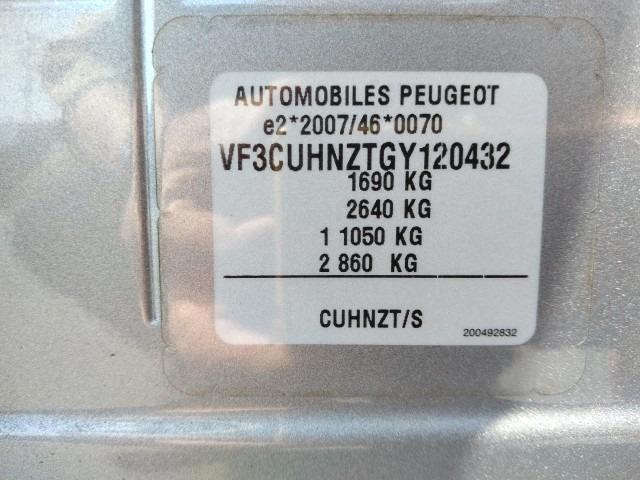 AUTOMOBILES PEUGEOT
e2*2007/46*0070
VF3CUHNZTGY120432
1690 KG
2640 KG
1 1050 KG
2 860 KG
CUHNZT/S
200492832